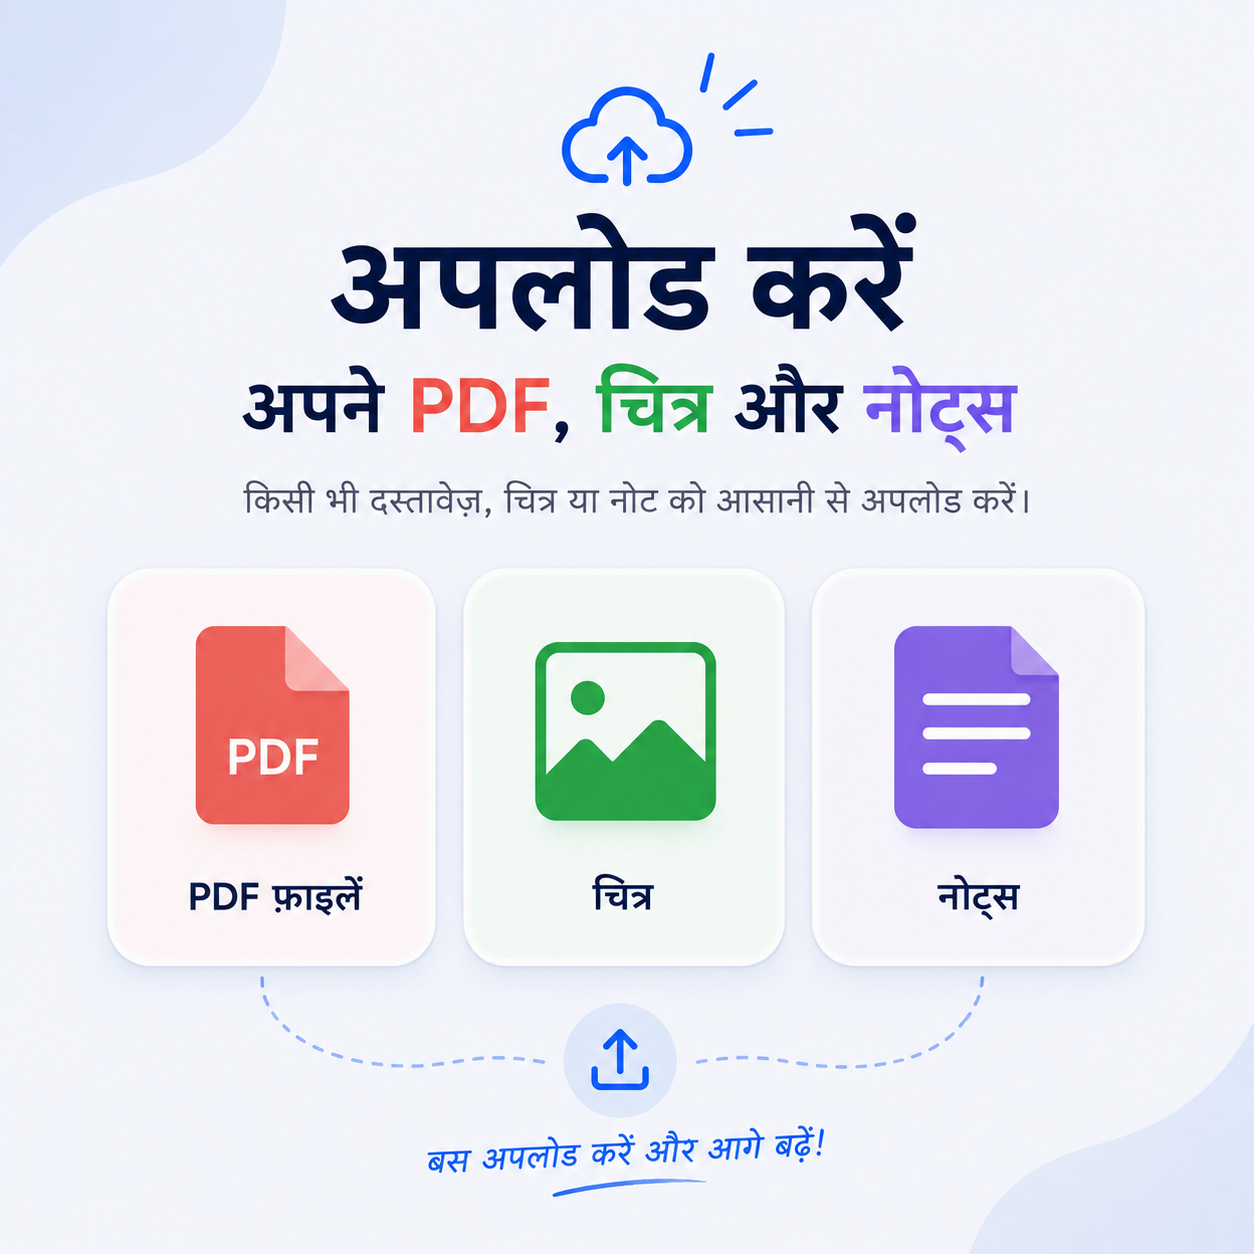 अपलोड करें
अपने PDF, चित्र और नोट्स
किसी भी दस्तावेज़, चित्र या नोट को आसानी से अपलोड करें।
PDF
PDF फ़ाइलें
चित्र
नोट्स
बस अपलोड करें और आगे बढ़ें!